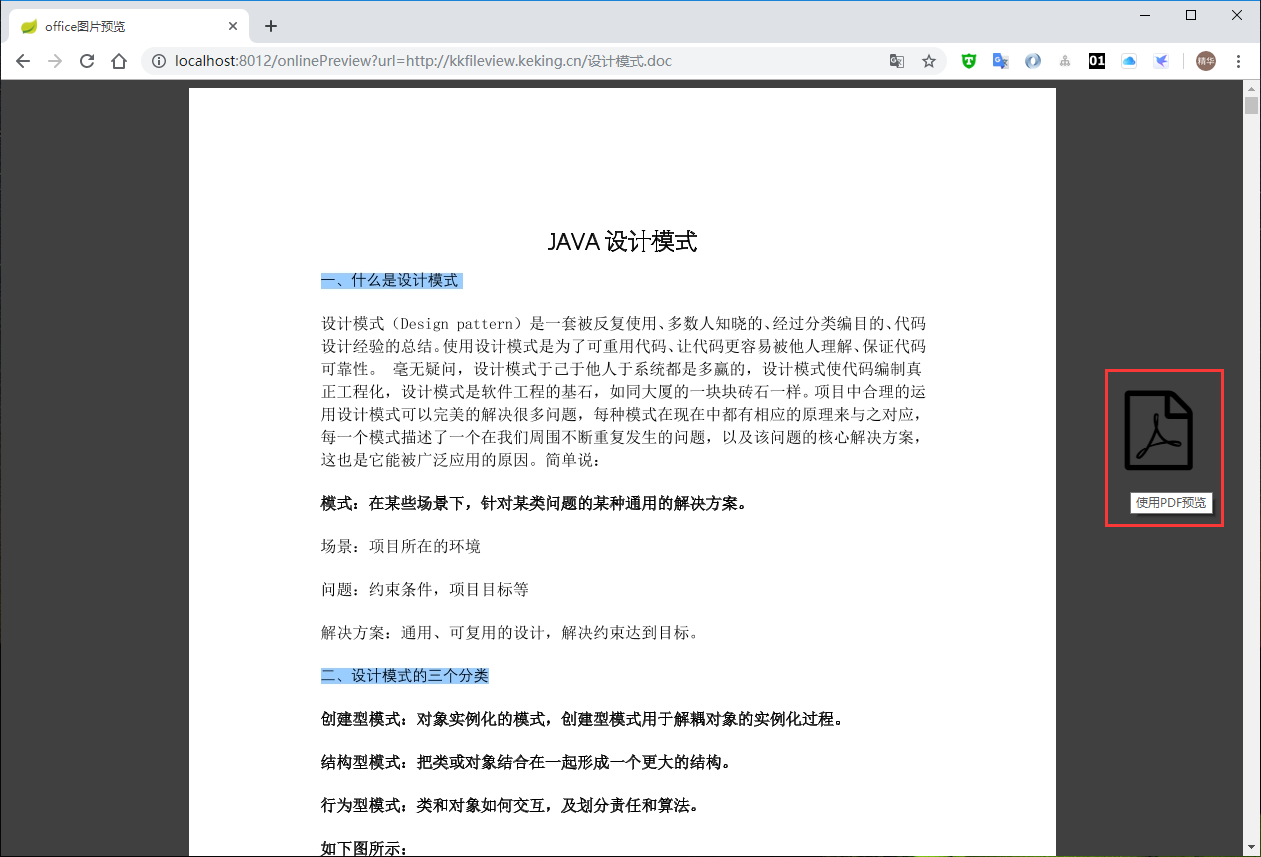 office图片预览
localhost:8012/onlinePreview?url=http://kkfileview.keking.cn/设计模式.doc
01
精华
JAVA 设计模式
一、什么是设计模式
设计模式（Design pattern）是一套被反复使用、多数人知晓的、经过分类编目的、代码
设计经验的总结。使用设计模式是为了可重用代码、让代码更容易被他人理解、保证代码
可靠性。 毫无疑问，设计模式于己于他人于系统都是多赢的，设计模式使代码编制真
正工程化，设计模式是软件工程的基石，如同大厦的一块块砖石一样。项目中合理的运
用设计模式可以完美的解决很多问题，每种模式在现在中都有相应的原理来与之对应，
每一个模式描述了一个在我们周围不断重复发生的问题，以及该问题的核心解决方案，
这也是它能被广泛应用的原因。简单说：
模式：在某些场景下，针对某类问题的某种通用的解决方案。
场景：项目所在的环境
问题：约束条件，项目目标等
解决方案：通用、可复用的设计，解决约束达到目标。
二、设计模式的三个分类
创建型模式：对象实例化的模式，创建型模式用于解耦对象的实例化过程。
结构型模式：把类或对象结合在一起形成一个更大的结构。
行为型模式：类和对象如何交互，及划分责任和算法。
如下图所示：
使用PDF预览